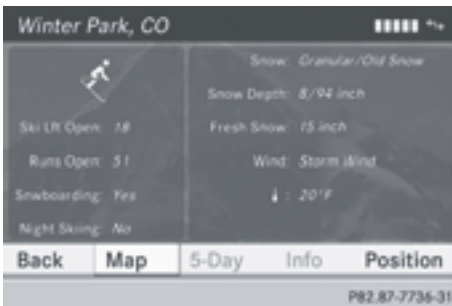 Winter Park, CO
Snow: Granular/Old Snow
Snow Depth: 8/94 inch
Ski Lift Open: 18
Fresh Snow: 15 inch
Runs Open: 51
Wind: Storm Wind
Snwboarding: Yes
: 20°F
Night Skiing: No
Back Map 5-Day Info Position
P82.87-7736-31